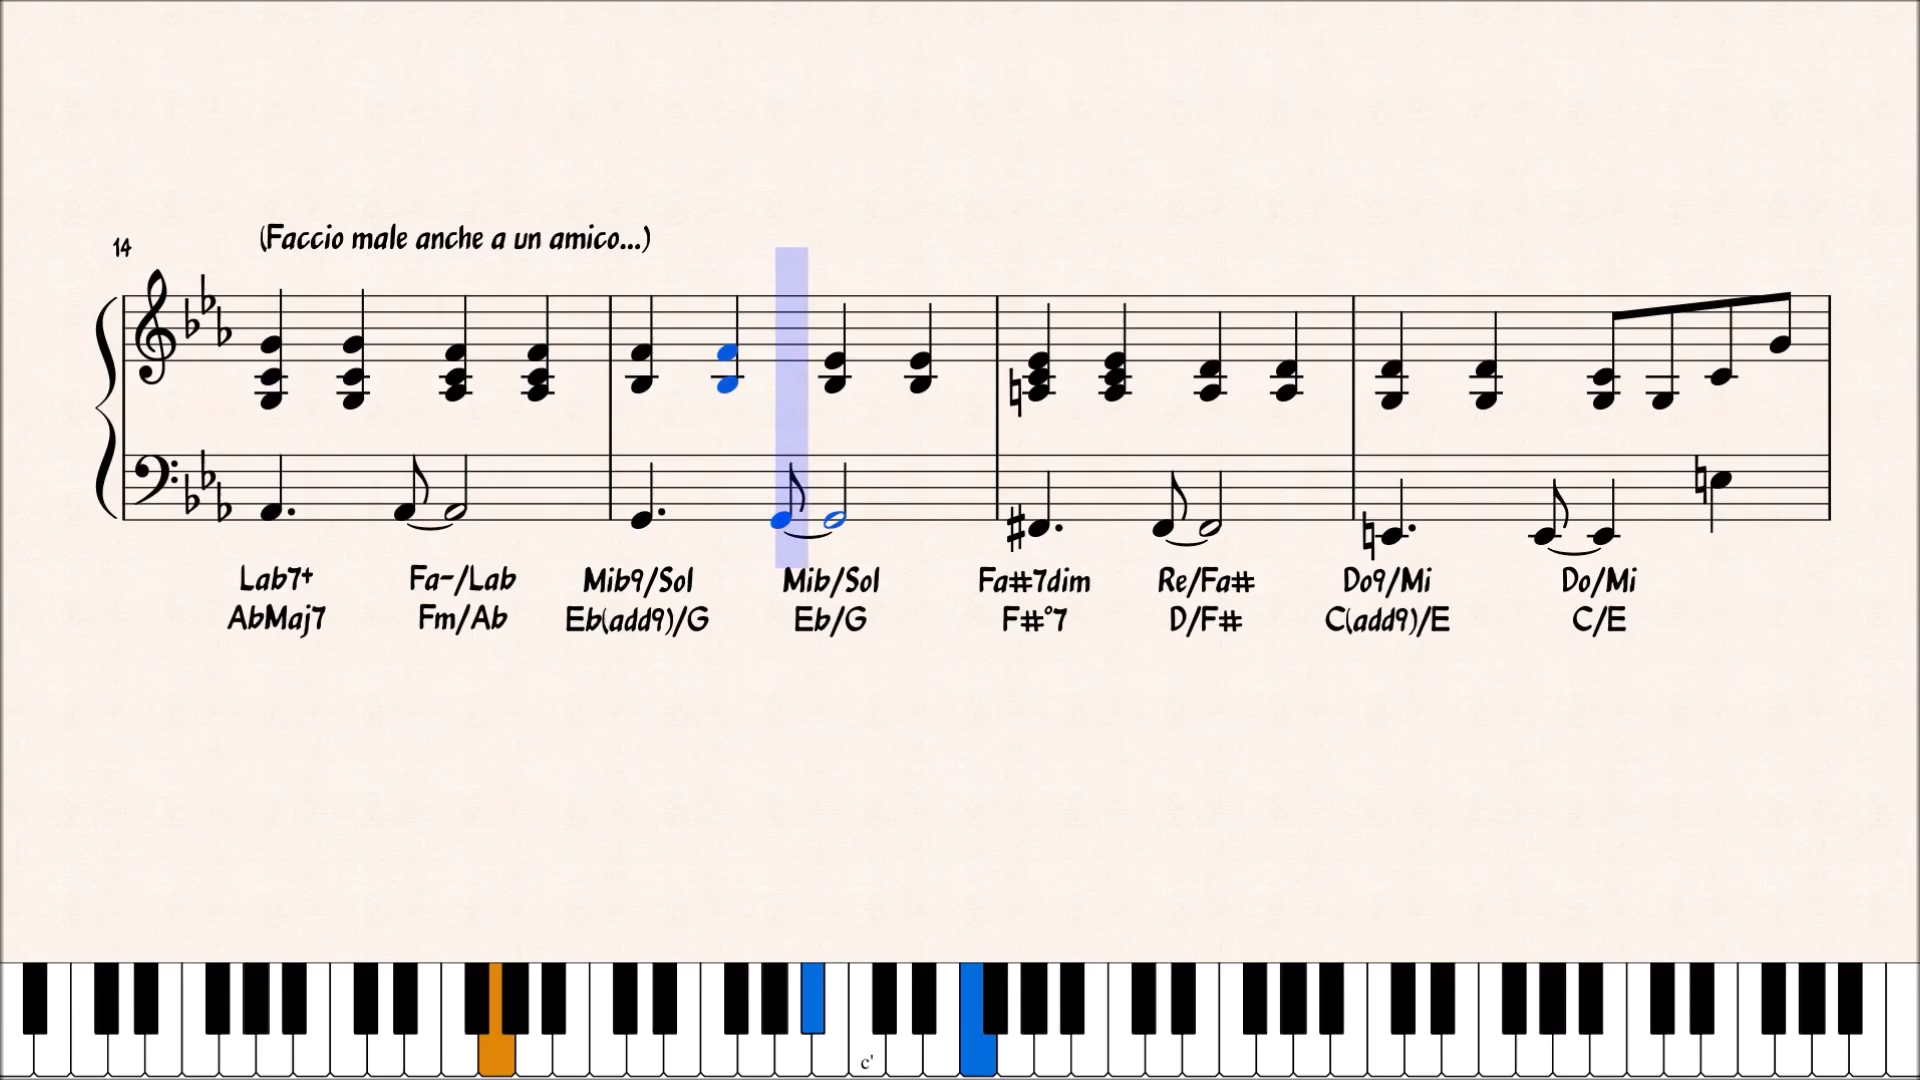 (Faccio male anche a un amico...)
14
Lab7+ Fa-/Lab Mib9/Sol Mib/Sol Fa#7dim Re/Fa# Do9/Mi Do/Mi
AbMaj7 Fm/Ab Eb(add9)/G Eb/G F#°7 D/F# C(add9)/E C/E
c'